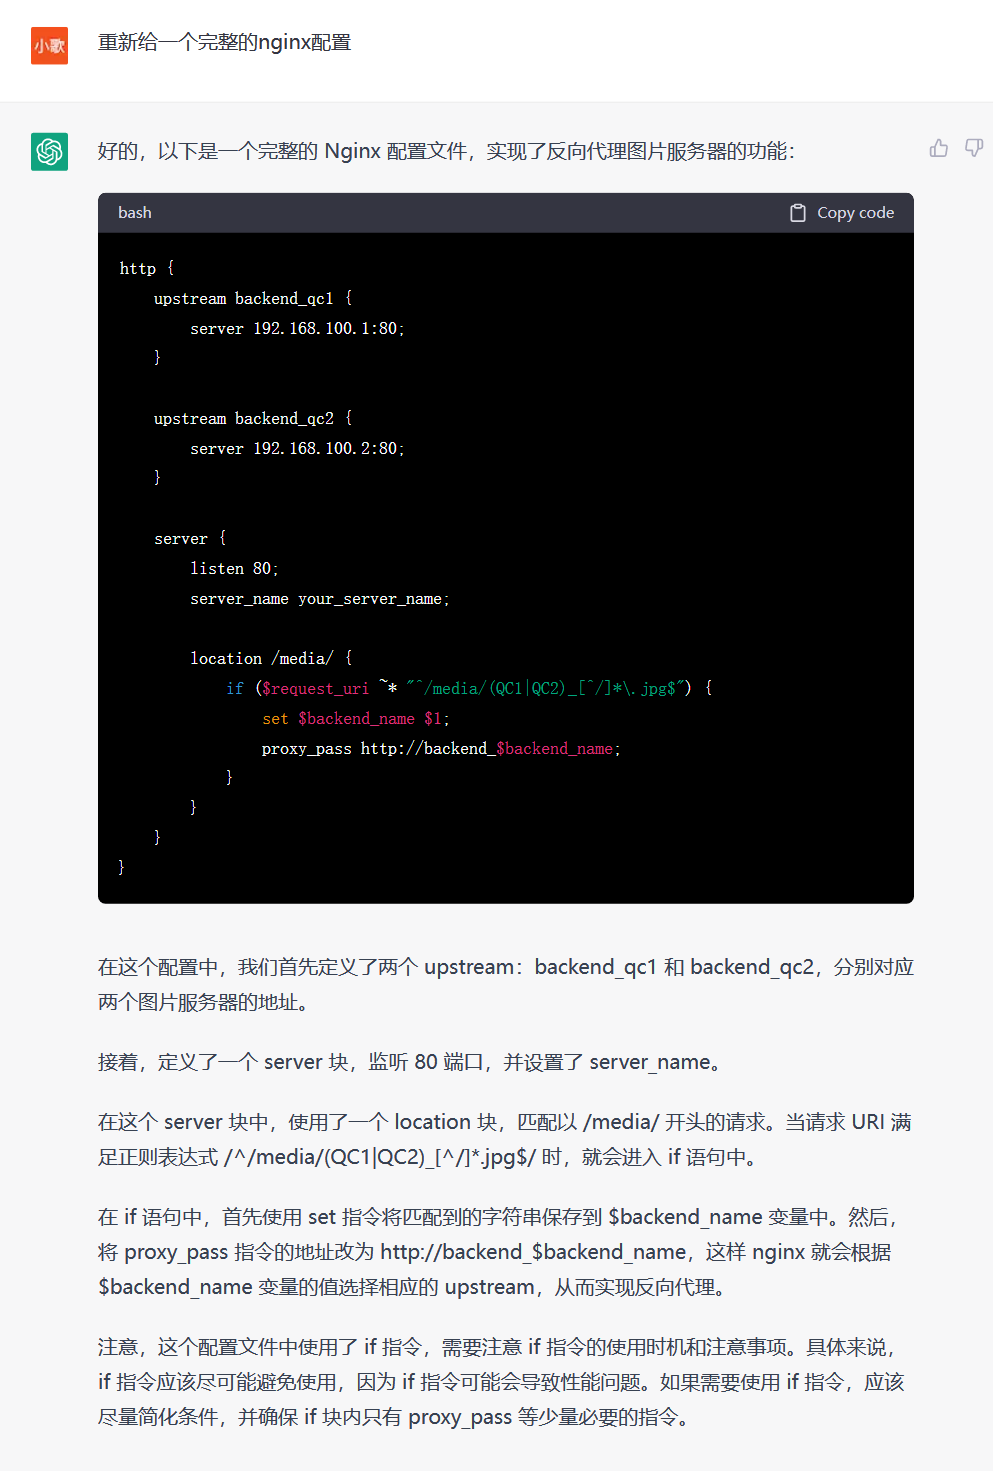 小歌
重新给一个完整的nginx配置
好的，以下是一个完整的 Nginx 配置文件，实现了反向代理图片服务器的功能：
bash
Copy code
http {
    upstream backend_qc1 {
        server 192.168.100.1:80;
    }

    upstream backend_qc2 {
        server 192.168.100.2:80;
    }

    server {
        listen 80;
        server_name your_server_name;

        location /media/ {
            if ($request_uri ~* "^/media/(QC1|QC2)_[^/]*\.jpg$") {
                set $backend_name $1;
                proxy_pass http://backend_$backend_name;
            }
        }
    }
}
在这个配置中，我们首先定义了两个 upstream：backend_qc1 和 backend_qc2，分别对应
两个图片服务器的地址。
接着，定义了一个 server 块，监听 80 端口，并设置了 server_name。
在这个 server 块中，使用了一个 location 块，匹配以 /media/ 开头的请求。当请求 URI 满
足正则表达式 /^/media/(QC1|QC2)_[^/]*.jpg$/ 时，就会进入 if 语句中。
在 if 语句中，首先使用 set 指令将匹配到的字符串保存到 $backend_name 变量中。然后，
将 proxy_pass 指令的地址改为 http://backend_$backend_name，这样 nginx 就会根据
$backend_name 变量的值选择相应的 upstream，从而实现反向代理。
注意，这个配置文件中使用了 if 指令，需要注意 if 指令的使用时机和注意事项。具体来说，
if 指令应该尽可能避免使用，因为 if 指令可能会导致性能问题。如果需要使用 if 指令，应该
尽量简化条件，并确保 if 块内只有 proxy_pass 等少量必要的指令。